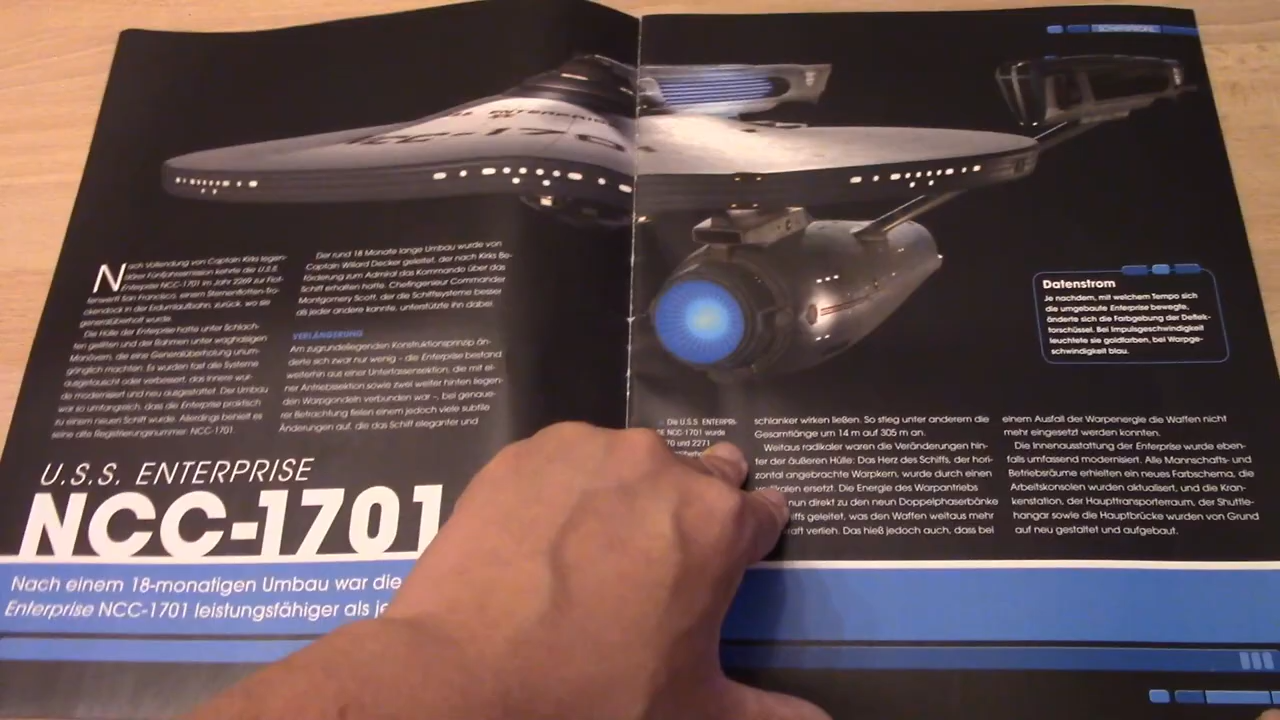 SCHIFFSPROFIL
U.S.S. ENTERPRISE
NCC-1701
Nach Vollendung von Captain Kirks legen-
därer Fünfjahresmission kehrte die U.S.S.
Enterprise NCC-1701 im Jahr 2269 zur Flot-
tenwerft San Francisco, einem Sternenflotten-Tro-
ckendock in der Erdumlaufbahn, zurück, wo sie
generalüberholt wurde.
Die Hülle der Enterprise hatte unter Schlach-
ten gelitten und der Rahmen unter waghalsigen
Manövern, die eine Generalüberholung unum-
gänglich machten. Es wurden fast alle Systeme
ausgetauscht oder verbessert, das Innere wur-
de modernisiert und neu ausgestattet. Der Umbau
war so umfangreich, dass die Enterprise praktisch
zu einem neuen Schiff wurde. Allerdings behielt es
seine alte Registrierungsnummer: NCC-1701.
Der rund 18 Monate lange Umbau wurde von
Captain Willard Decker geleitet, der nach Kirks Be-
förderung zum Admiral das Kommando über das
Schiff erhalten hatte. Chefingenieur Commander
Montgomery Scott, der die Schiffsysteme besser
als jeder andere kannte, unterstützte ihn dabei.
VERLÄNGERUNG
Am zugrundeliegenden Konstruktionsprinzip än-
derte sich zwar nur wenig – die Enterprise bestand
weiterhin aus einer Untertassensektion, die mit ei-
ner Antriebssektion sowie zwei weiter hinten liegen-
den Warpgondeln verbunden war –, bei genaue-
rer Betrachtung fielen einem jedoch viele subtile
Änderungen auf, die das Schiff eleganter und
U.S.S. ENTERPRISE
NCC-1701
Nach einem 18-monatigen Umbau war die
Enterprise NCC-1701 leistungsfähiger als je
Die U.S.S. ENTERPRI-
NCC-1701 wurde
70 und 2271
schlanker wirken ließen. So stieg unter anderem die
Gesamtlänge um 14 m auf 305 m an.
Weitaus radikaler waren die Veränderungen hin-
ter der äußeren Hülle: Das Herz des Schiffs, der hori-
zontal angebrachte Warpkern, wurde durch einen
vertikalen ersetzt. Die Energie des Warpantriebs
nun direkt zu den neuen Doppelphaserbänke
iffs geleitet, was den Waffen weitaus mehr
kraft verlieh. Das hieß jedoch auch, dass bei
einem Ausfall der Warpenergie die Waffen nicht
mehr eingesetzt werden konnten.
Die Innenausstattung der Enterprise wurde eben-
falls umfassend modernisiert. Alle Mannschafts- und
Betriebsräume erhielten ein neues Farbschema, die
Arbeitskonsolen wurden aktualisiert, und die Kran-
kenstation, der Haupttransporterraum, der Shuttle-
hangar sowie die Hauptbrücke wurden von Grund
auf neu gestaltet und aufgebaut.
Datenstrom
Je nachdem, mit welchem Tempo sich
die umgebaute Enterprise bewegte,
änderte sich die Farbgebung der Deflek-
torschüssel. Bei Impulsgeschwindigkeit
leuchtete sie goldfarben, bei Warpge-
schwindigkeit blau.